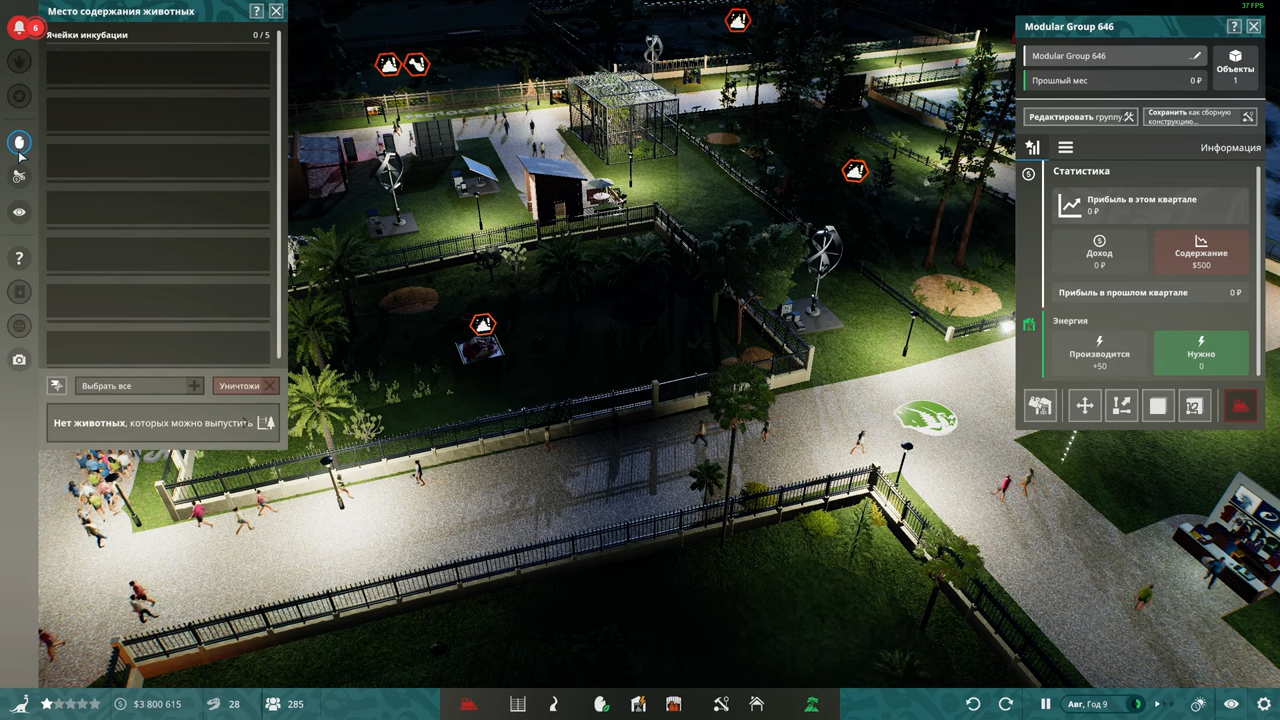 37 FPS
Место содержания животных
?
6
Ячейки инкубации 0 / 5
Выбрать все
Уничтожи
Нет животных, которых можно выпустить
?
Modular Group 646
?
Modular Group 646
Прошлый мес 0 ₽
Объекты
1
Редактировать группу
Сохранить как сборную
конструкцию...
Информация
Статистика
Прибыль в этом квартале
0 ₽
Доход
0 ₽
Содержание
$500
Прибыль в прошлом квартале 0 ₽
Энергия
Производится
+50
Нужно
0
$3 800 615
28
285
Авг, Год 9